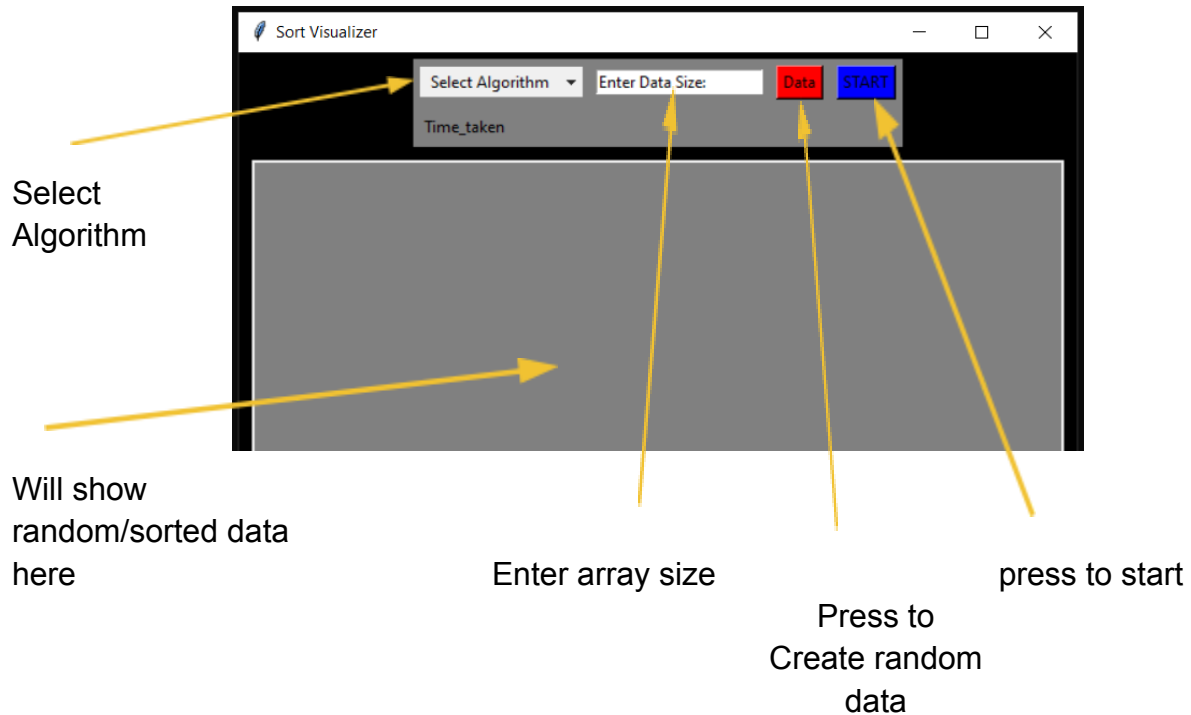 Sort Visualizer
Select Algorithm
Enter Data Size:
Data
START
Time_taken
Select
Algorithm
Will show
random/sorted data
here
Enter array size
press to start
Press to
Create random
data